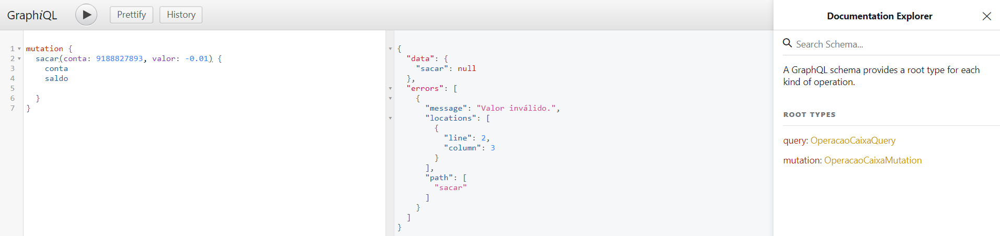 GraphiQL
Prettify
History
1 mutation {
2 sacar(conta: 9188827893, valor: -0.01) {
3 conta
4 saldo
5
6 }
7 }
{
"data": {
"sacar": null
},
"errors": [
{
"message": "Valor inválido.",
"locations": [
{
"line": 2,
"column": 3
}
],
"path": [
"sacar"
]
}
]
}
Documentation Explorer
Search Schema...
A GraphQL schema provides a root type for each
kind of operation.
ROOT TYPES
query: OperacaoCaixaQuery
mutation: OperacaoCaixaMutation